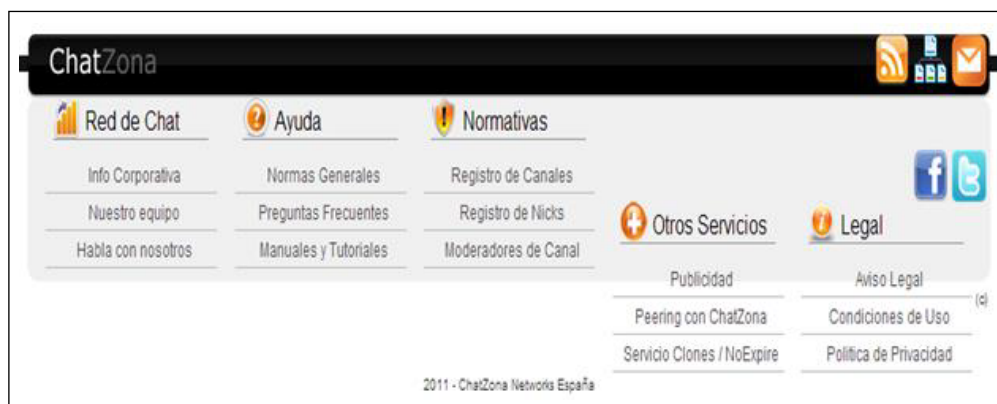 ChatZona
Red de Chat
Info Corporativa
Nuestro equipo
Habla con nosotros
Ayuda
Normas Generales
Preguntas Frecuentes
Manuales y Tutoriales
Normativas
Registro de Canales
Registro de Nicks
Moderadores de Canal
Otros Servicios
Publicidad
Peering con ChatZona
Servicio Clones / NoExpire
Legal
Aviso Legal
Condiciones de Uso
Política de Privacidad
(c)
2011 - ChatZona Networks España